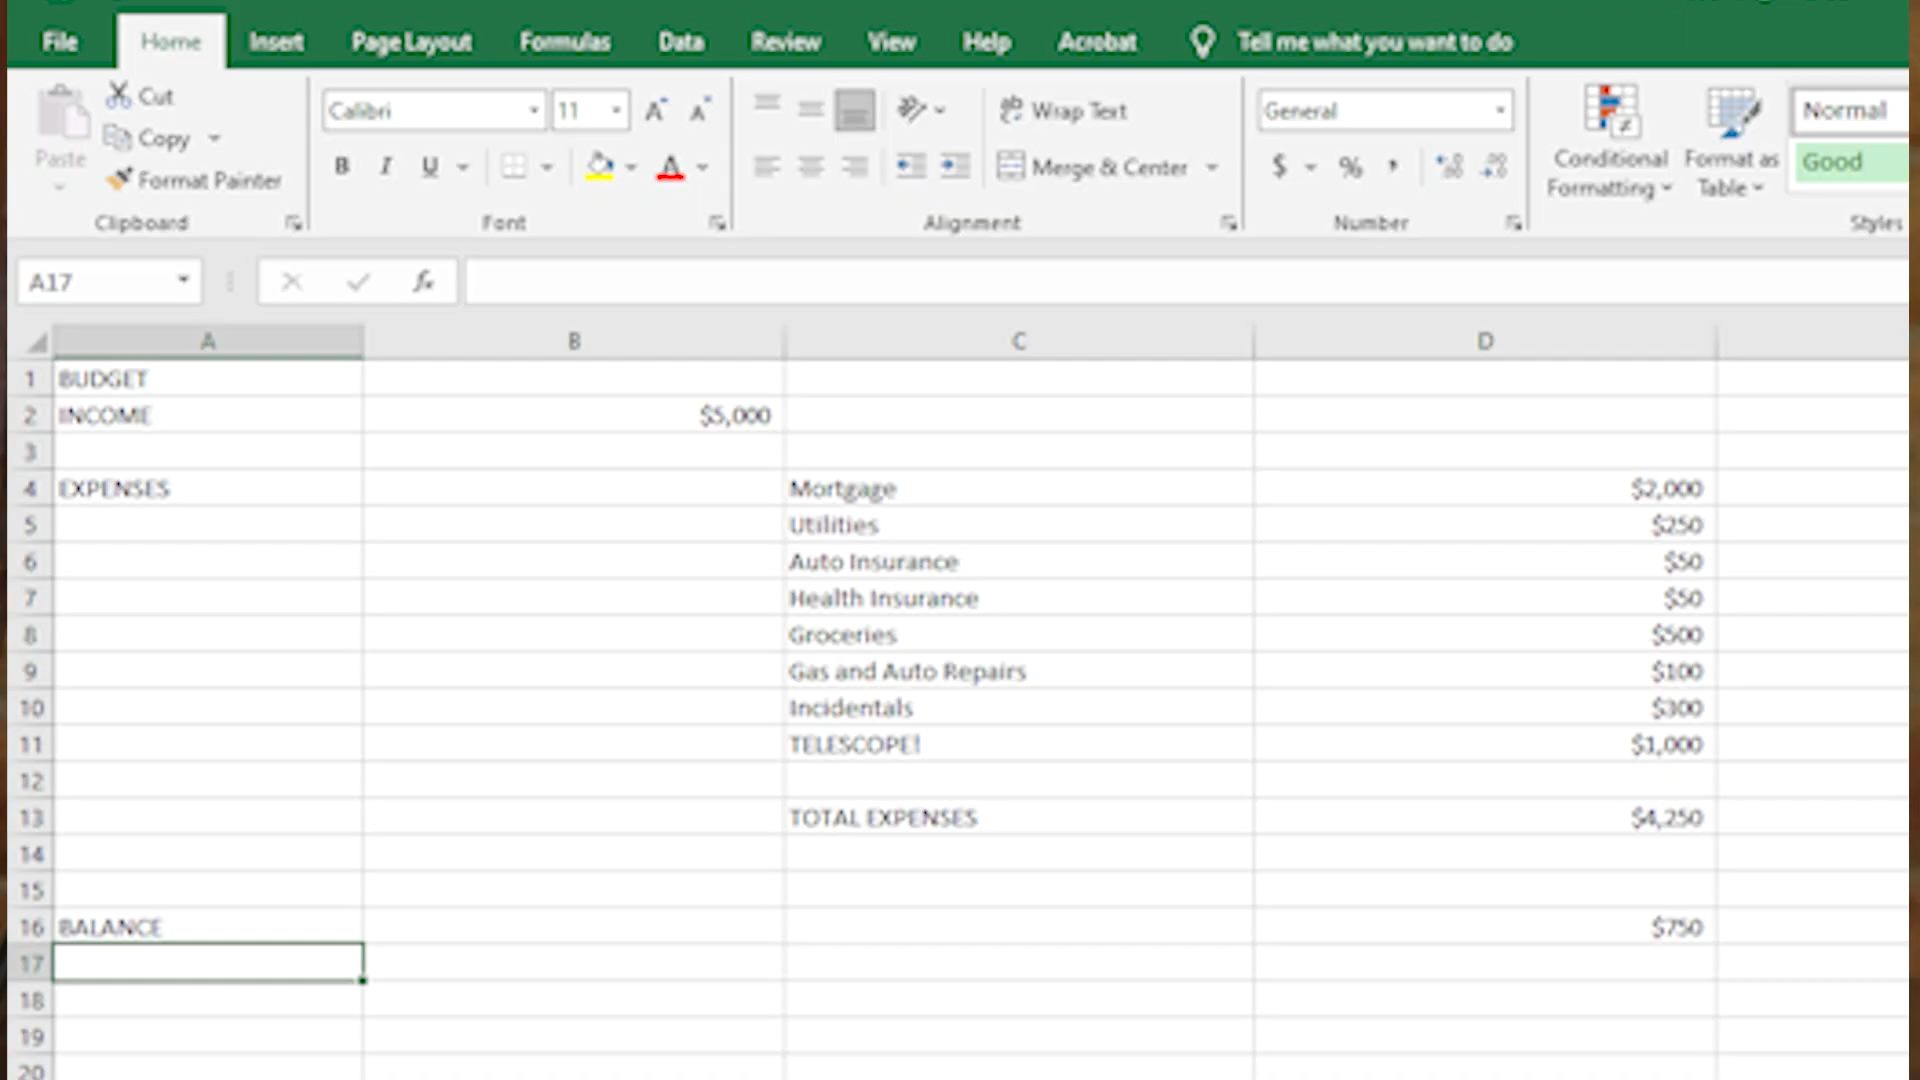 File Home Insert Page Layout Formulas Data Review View Help Acrobat Tell me what you want to do
Paste
Cut
Copy
Format Painter
Clipboard
Calibri 11
B I U
Font
Wrap Text
Merge & Center
Alignment
General
$ % ,
Number
Conditional Formatting
Format as Table
Normal
Good
Styles
A17 fx
A B C D
1 BUDGET
2 INCOME $5,000
3
4 EXPENSES Mortgage $2,000
5 Utilities $250
6 Auto Insurance $50
7 Health Insurance $50
8 Groceries $500
9 Gas and Auto Repairs $100
10 Incidentals $300
11 TELESCOPE! $1,000
12
13 TOTAL EXPENSES $4,250
14
15
16 BALANCE $750
17
18
19
20